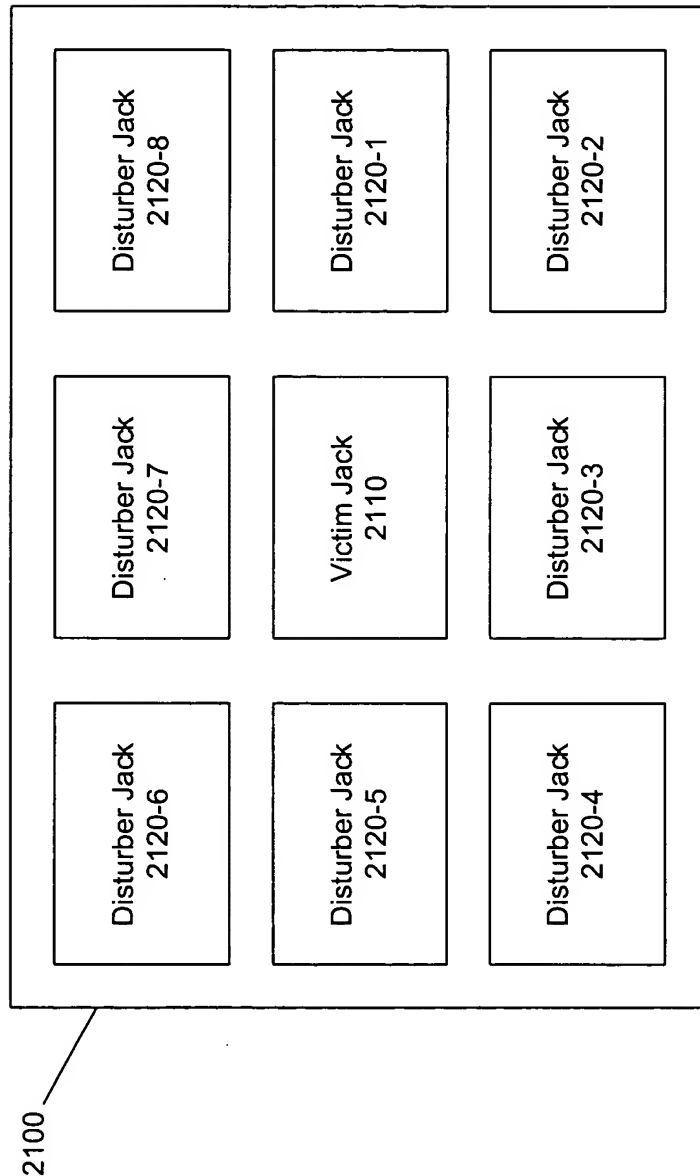 2100
Disturber Jack
2120-6
Disturber Jack
2120-7
Disturber Jack
2120-8
Disturber Jack
2120-5
Victim Jack
2110
Disturber Jack
2120-1
Disturber Jack
2120-4
Disturber Jack
2120-3
Disturber Jack
2120-2